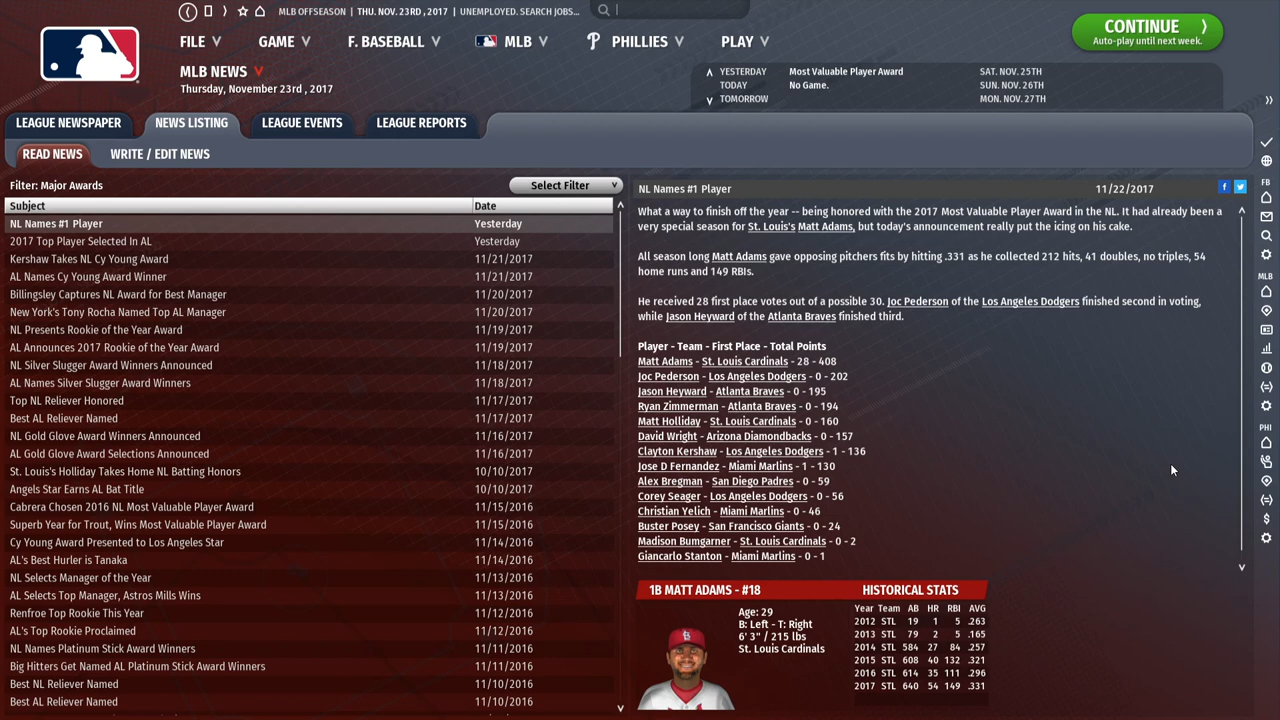 MLB OFFSEASON | THU. NOV. 23RD , 2017 | UNEMPLOYED. SEARCH JOBS...
CONTINUE
Auto-play until next week.
FILE GAME F. BASEBALL MLB PHILLIES PLAY
MLB NEWS
Thursday, November 23rd , 2017
YESTERDAY Most Valuable Player Award SAT. NOV. 25TH
TODAY No Game. SUN. NOV. 26TH
TOMORROW MON. NOV. 27TH
LEAGUE NEWSPAPER NEWS LISTING LEAGUE EVENTS LEAGUE REPORTS
READ NEWS WRITE / EDIT NEWS
Filter: Major Awards Select Filter
Subject Date
NL Names #1 Player Yesterday
2017 Top Player Selected In AL Yesterday
Kershaw Takes NL Cy Young Award 11/21/2017
AL Names Cy Young Award Winner 11/21/2017
Billingsley Captures NL Award for Best Manager 11/20/2017
New York's Tony Rocha Named Top AL Manager 11/20/2017
NL Presents Rookie of the Year Award 11/19/2017
AL Announces 2017 Rookie of the Year Award 11/19/2017
NL Silver Slugger Award Winners Announced 11/18/2017
AL Names Silver Slugger Award Winners 11/18/2017
Top NL Reliever Honored 11/17/2017
Best AL Reliever Named 11/17/2017
NL Gold Glove Award Winners Announced 11/16/2017
AL Gold Glove Award Selections Announced 11/16/2017
St. Louis's Holliday Takes Home NL Batting Honors 10/10/2017
Angels Star Earns AL Bat Title 10/10/2017
Cabrera Chosen 2016 NL Most Valuable Player Award 11/15/2016
Superb Year for Trout, Wins Most Valuable Player Award 11/15/2016
Cy Young Award Presented to Los Angeles Star 11/14/2016
AL's Best Hurler is Tanaka 11/14/2016
NL Selects Manager of the Year 11/13/2016
AL Selects Top Manager, Astros Mills Wins 11/13/2016
Renfroe Top Rookie This Year 11/12/2016
AL's Top Rookie Proclaimed 11/12/2016
NL Names Platinum Stick Award Winners 11/11/2016
Big Hitters Get Named AL Platinum Stick Award Winners 11/11/2016
Best NL Reliever Named 11/10/2016
Best AL Reliever Named 11/10/2016
NL Names #1 Player 11/22/2017
What a way to finish off the year -- being honored with the 2017 Most Valuable Player Award in the NL. It had already been a
very special season for St. Louis's Matt Adams, but today's announcement really put the icing on his cake.
All season long Matt Adams gave opposing pitchers fits by hitting .331 as he collected 212 hits, 41 doubles, no triples, 54
home runs and 149 RBIs.
He received 28 first place votes out of a possible 30. Joc Pederson of the Los Angeles Dodgers finished second in voting,
while Jason Heyward of the Atlanta Braves finished third.
Player - Team - First Place - Total Points
Matt Adams - St. Louis Cardinals - 28 - 408
Joc Pederson - Los Angeles Dodgers - 0 - 202
Jason Heyward - Atlanta Braves - 0 - 195
Ryan Zimmerman - Atlanta Braves - 0 - 194
Matt Holliday - St. Louis Cardinals - 0 - 160
David Wright - Arizona Diamondbacks - 0 - 157
Clayton Kershaw - Los Angeles Dodgers - 1 - 136
Jose D Fernandez - Miami Marlins - 1 - 130
Alex Bregman - San Diego Padres - 0 - 59
Corey Seager - Los Angeles Dodgers - 0 - 56
Christian Yelich - Miami Marlins - 0 - 46
Buster Posey - San Francisco Giants - 0 - 24
Madison Bumgarner - St. Louis Cardinals - 0 - 2
Giancarlo Stanton - Miami Marlins - 0 - 1
1B MATT ADAMS - #18 HISTORICAL STATS
Age: 29
B: Left - T: Right
6' 3" / 215 lbs
St. Louis Cardinals
Year Team AB HR RBI AVG
2012 STL 19 1 5 .263
2013 STL 79 2 5 .165
2014 STL 584 27 84 .257
2015 STL 608 40 132 .321
2016 STL 614 35 111 .296
2017 STL 640 54 149 .331
FB
MLB
PHI